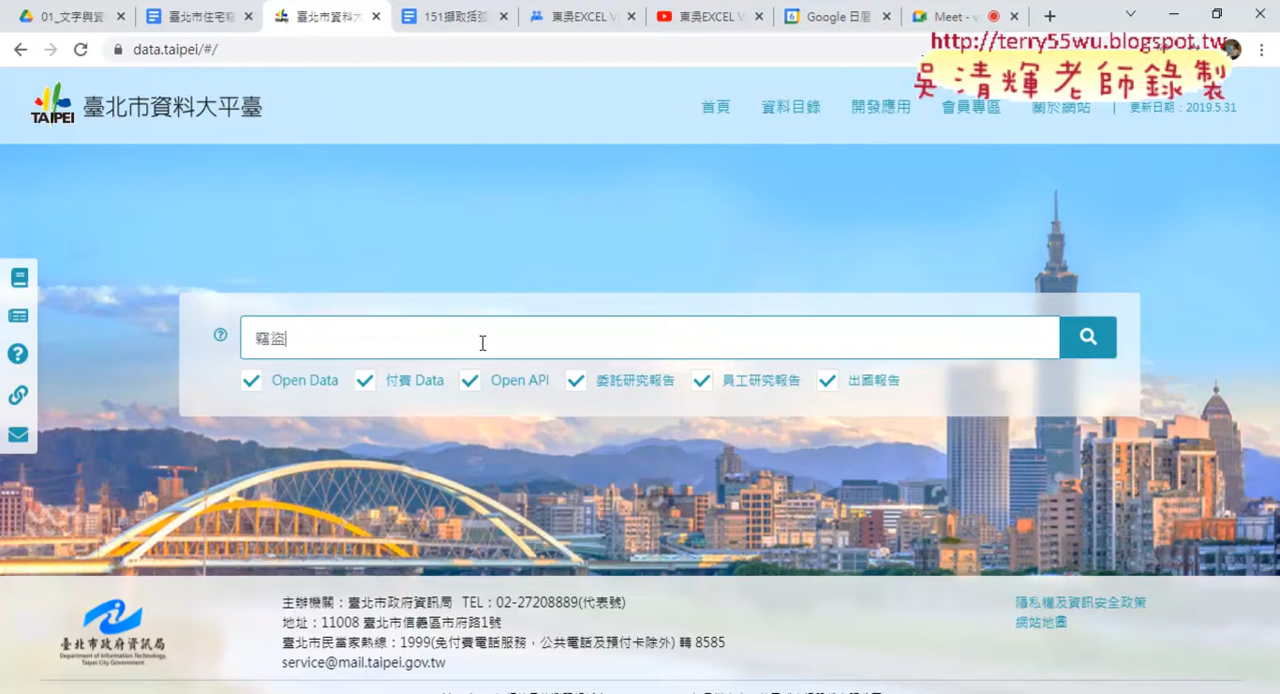 01_文字與資
臺北市住宅竊
臺北市資料大
151擷取括弧
東吳EXCEL V
東吳EXCEL V
Google 日曆
Meet -
data.taipei/#/
http://terry55wu.blogspot.tw
吳清輝老師錄製
TAIPEI
臺北市資料大平臺
首頁
資料目錄
開發應用
會員專區
關於網站
更新日期：2019.5.31
竊盜
Open Data
付費 Data
Open API
委託研究報告
員工研究報告
出國報告
臺北市政府資訊局
Department of Information Technology,
Taipei City Government
主辦機關：臺北市政府資訊局 TEL：02-27208889(代表號)
地址：11008 臺北市信義區市府路1號
臺北市民當家熱線：1999(免付費電話服務，公共電話及預付卡除外) 轉 8585
service@mail.taipei.gov.tw
隱私權及資訊安全政策
網站地圖